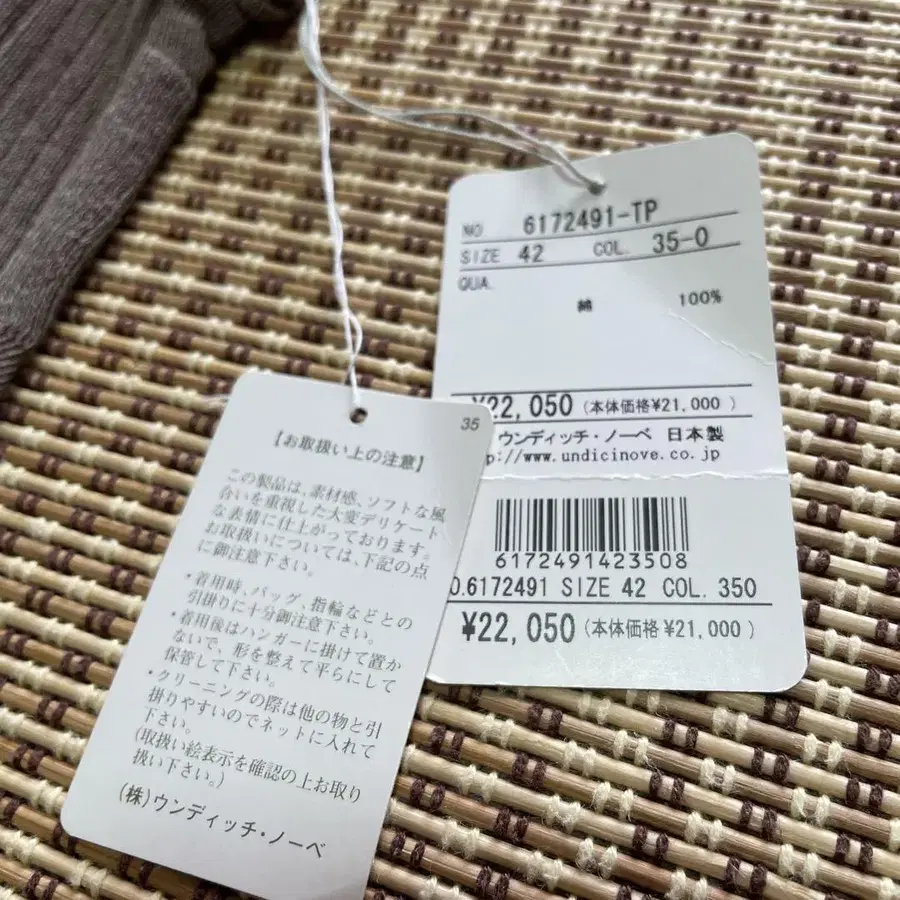 35
【お取扱い上の注意】
この製品は、素材感、ソフトな風
合いを重視した大変デリケート
な表情に仕上がっております。
お取扱いについては、下記の点
に御注意下さい。
・着用時、バッグ、指輪などとの
引掛りに十分御注意下さい。
・着用後はハンガーに掛けて置か
ないで、形を整えて平らにして
保管して下さい。
・クリーニングの際は他の物と引
掛りやすいのでネットに入れて
下さい。
(取扱い絵表示を確認の上お取り
扱い下さい。)
(株)ウンディッチ・ノーベ
NO 6172491-TP
SIZE 42 COL. 35-0
QUA.
綿 100%
¥22,050 (本体価格¥21,000 )
ウンディッチ・ノーベ 日本製
p://www.undicinove.co.jp
6172491423508
0.6172491 SIZE 42 COL. 350
¥22,050 (本体価格¥21,000 )